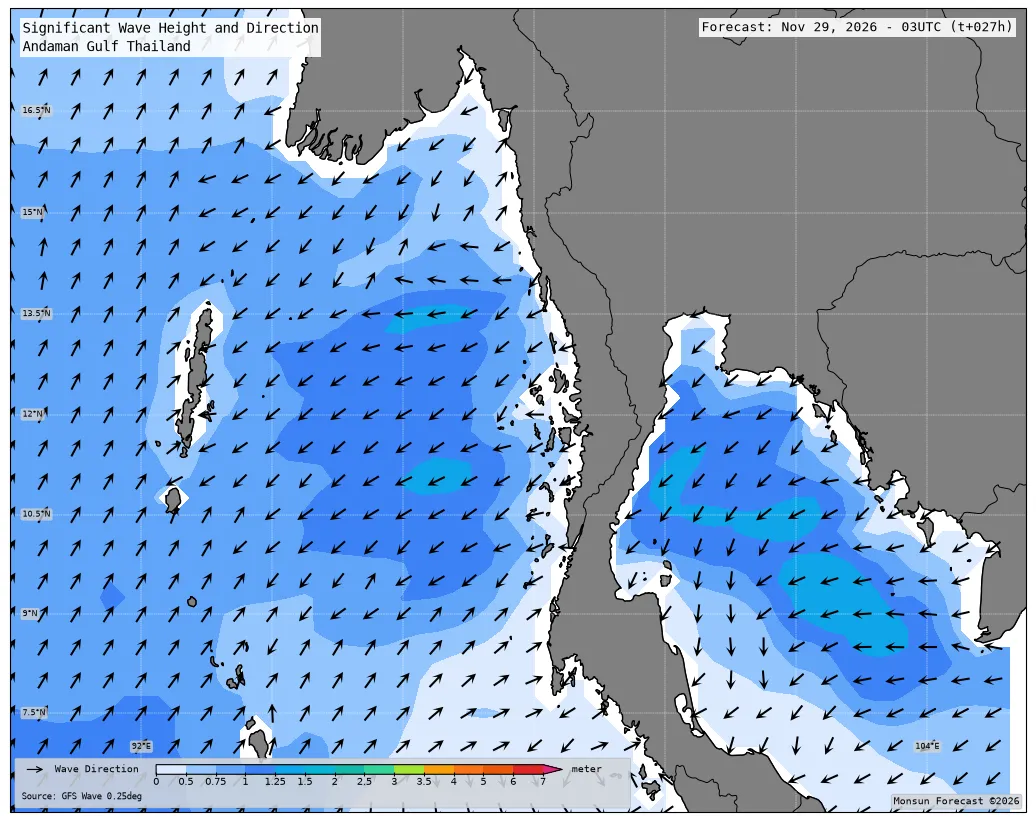 Significant Wave Height and Direction
Andaman Gulf Thailand
Forecast: Nov 29, 2026 - 03UTC (t+027h)
16.5°N
15°N
13.5°N
12°N
10.5°N
9°N
7.5°N
92°E
104°E
Wave Direction
0.5 0.75 1 1.25 1.5 2 2.5 3 3.5 4 5 6 7
meter
Source: GFS Wave 0.25deg
Monsun Forecast ©2026